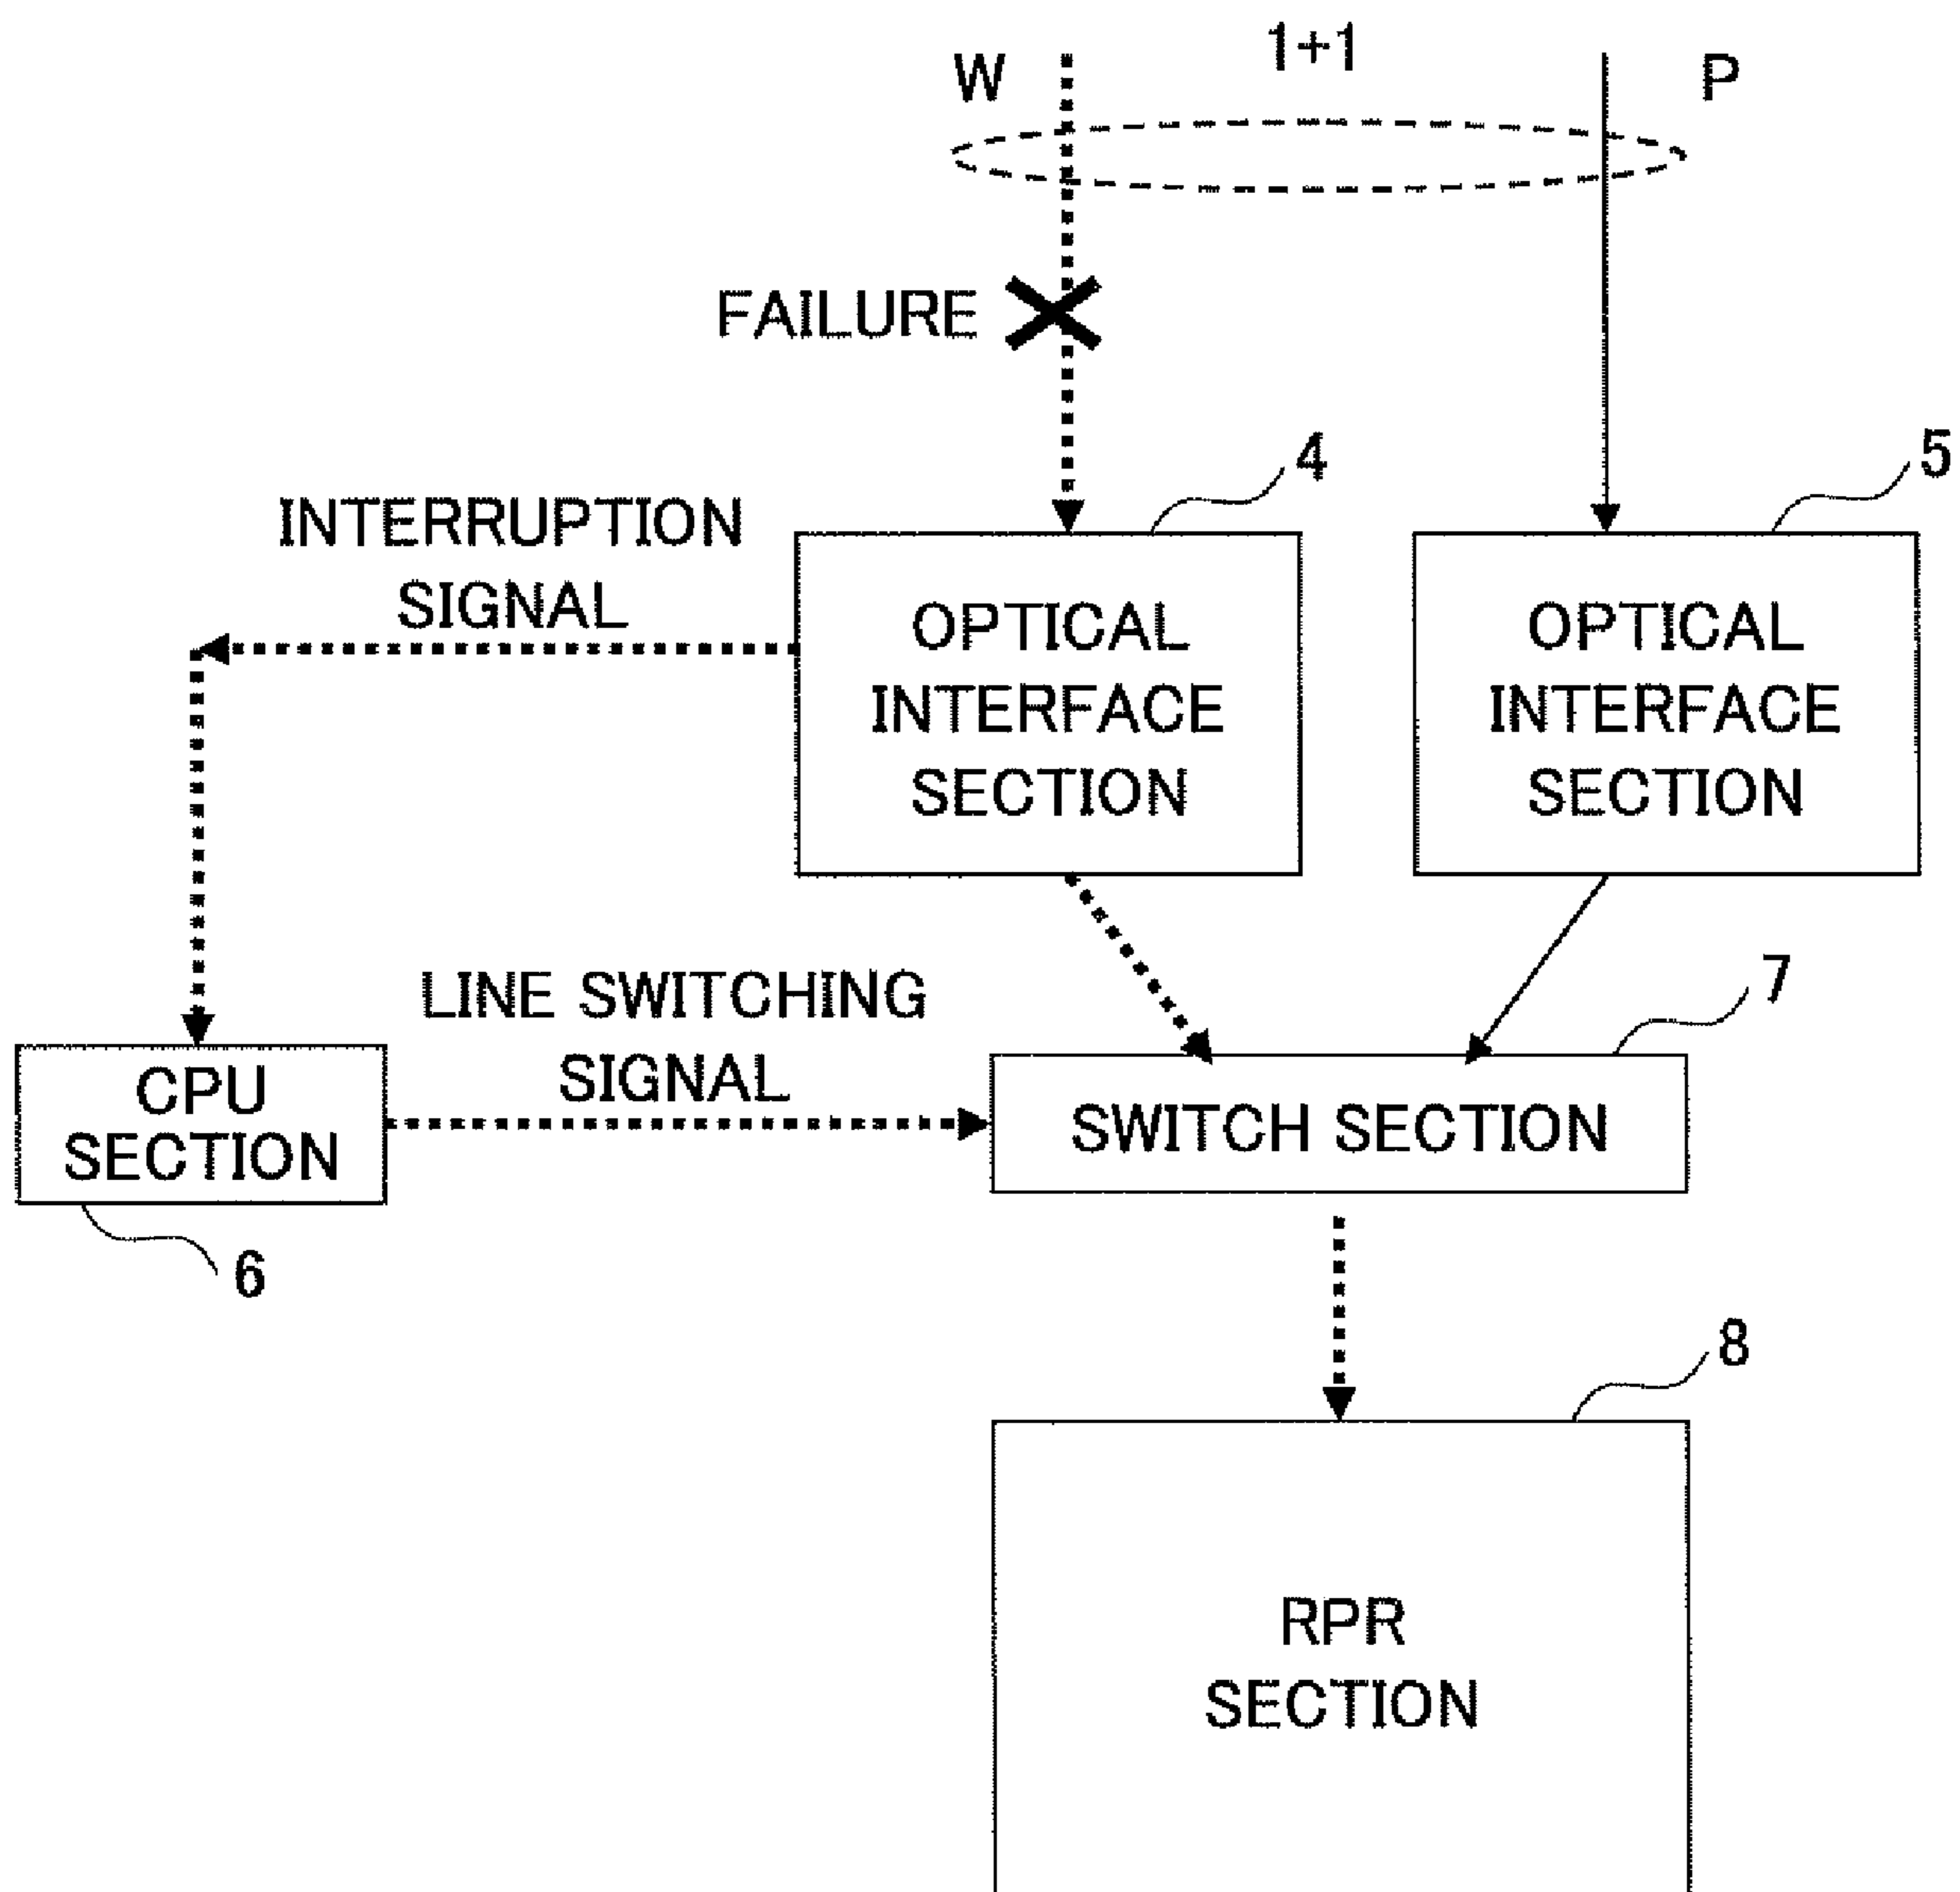 W
1+1
P
FAILURE
4
5
INTERRUPTION
SIGNAL
OPTICAL
INTERFACE
SECTION
OPTICAL
INTERFACE
SECTION
LINE SWITCHING
SIGNAL
7
CPU
SECTION
SWITCH SECTION
6
8
RPR
SECTION